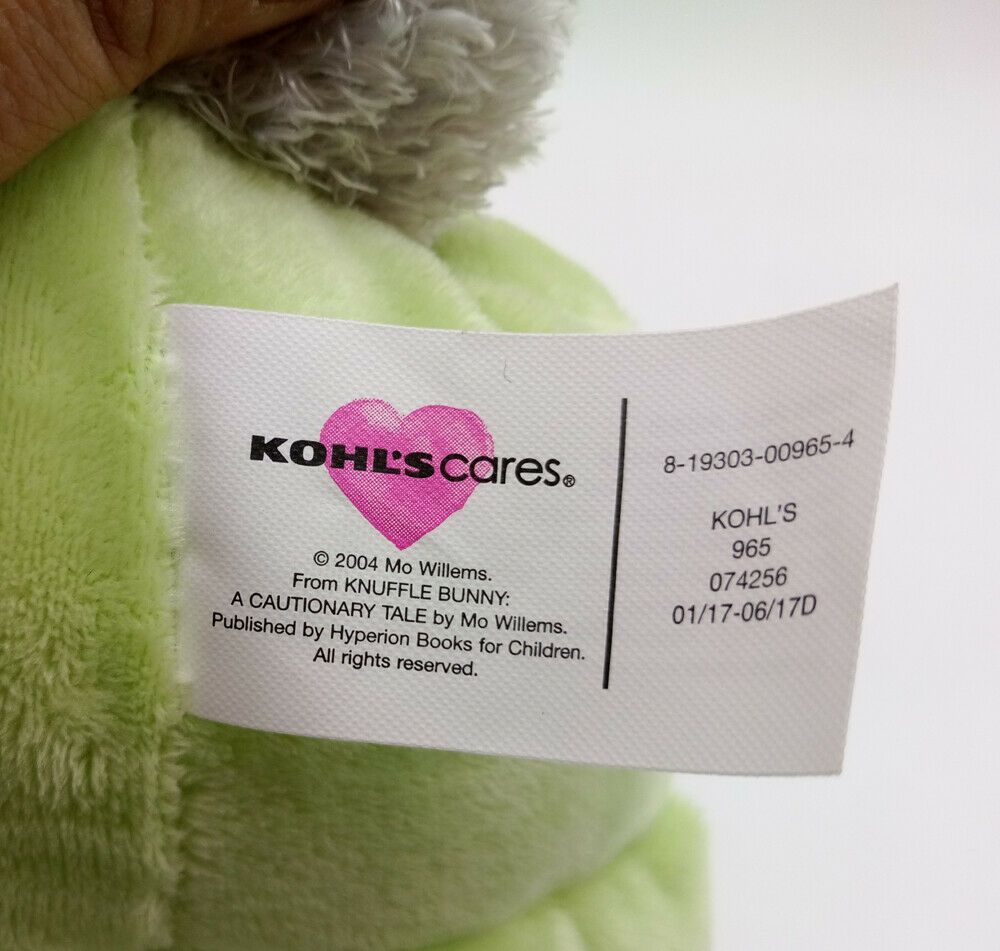 KOHL'S cares®
© 2004 Mo Willems.
From KNUFFLE BUNNY:
A CAUTIONARY TALE by Mo Willems.
Published by Hyperion Books for Children.
All rights reserved.
8-19303-00965-4
KOHL'S
965
074256
01/17-06/17D